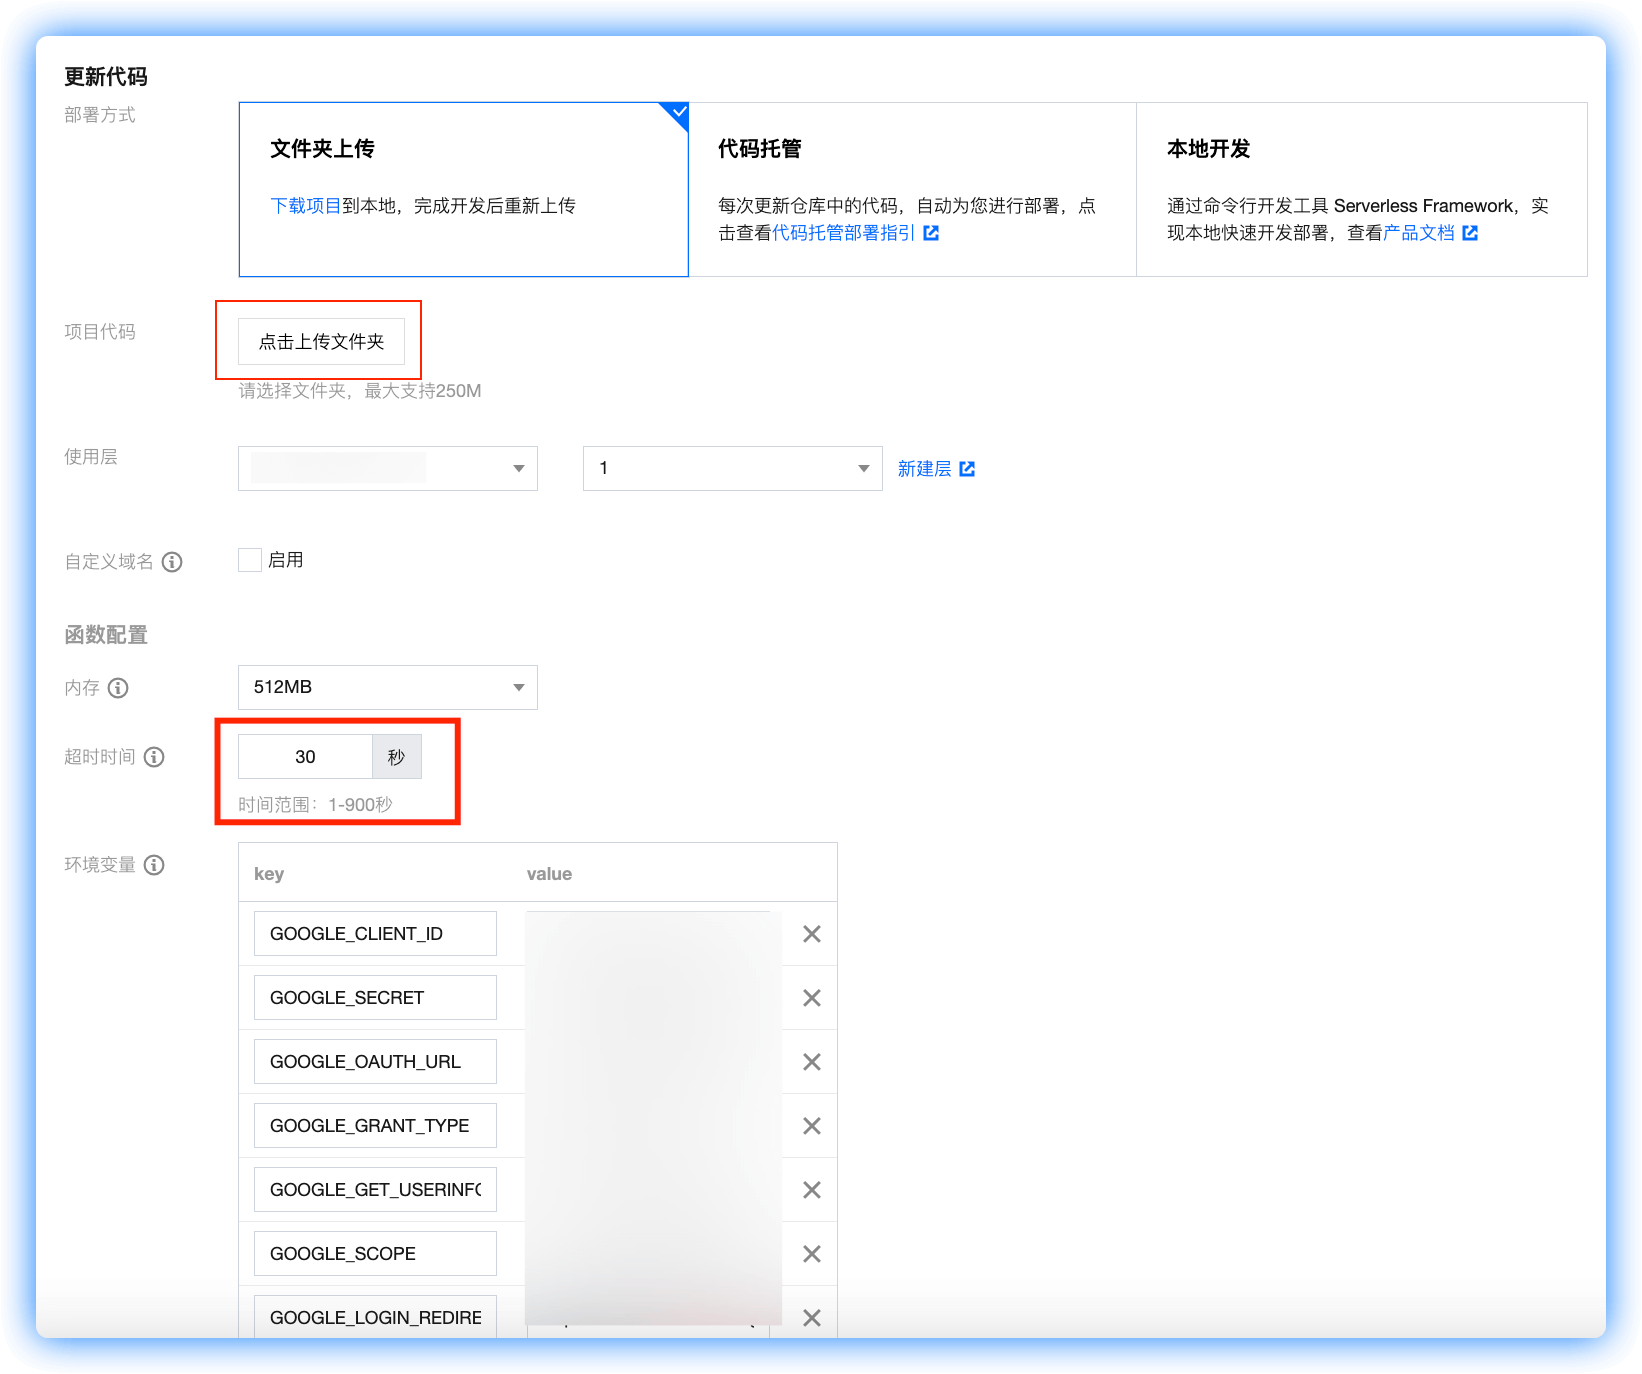 更新代码
部署方式
文件夹上传
下载项目到本地，完成开发后重新上传
代码托管
每次更新仓库中的代码，自动为您进行部署，点
击查看代码托管部署指引
本地开发
通过命令行开发工具 Serverless Framework，实
现本地快速开发部署，查看产品文档
项目代码
点击上传文件夹
请选择文件夹，最大支持250M
使用层
1
新建层
自定义域名
启用
函数配置
内存
512MB
超时时间
30
秒
时间范围：1-900秒
环境变量
key
value
GOOGLE_CLIENT_ID
GOOGLE_SECRET
GOOGLE_OAUTH_URL
GOOGLE_GRANT_TYPE
GOOGLE_GET_USERINFO
GOOGLE_SCOPE
GOOGLE_LOGIN_REDIRE